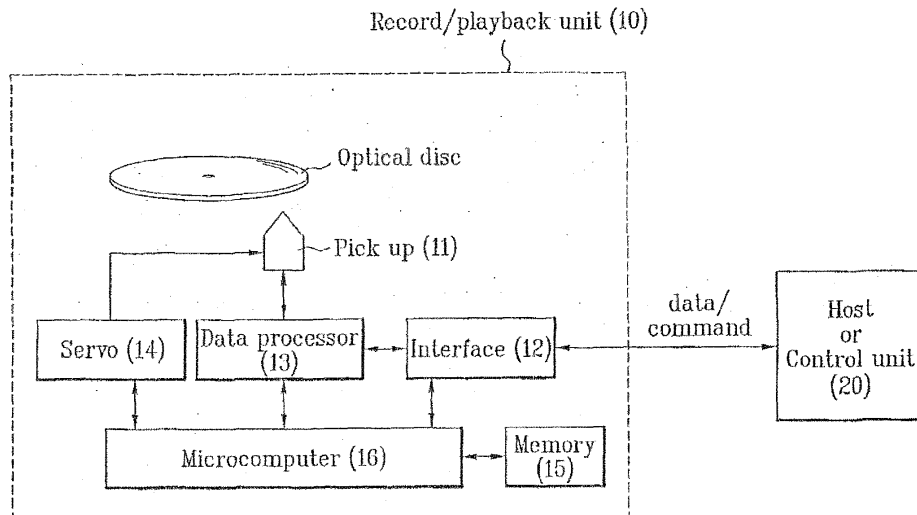 Record/playback unit (10)
Optical disc
Pick up (11)
data/
command
Host
or
Control unit
(20)
Servo (14)
Data processor
(13)
Interface (12)
Microcomputer (16)
Memory
(15)